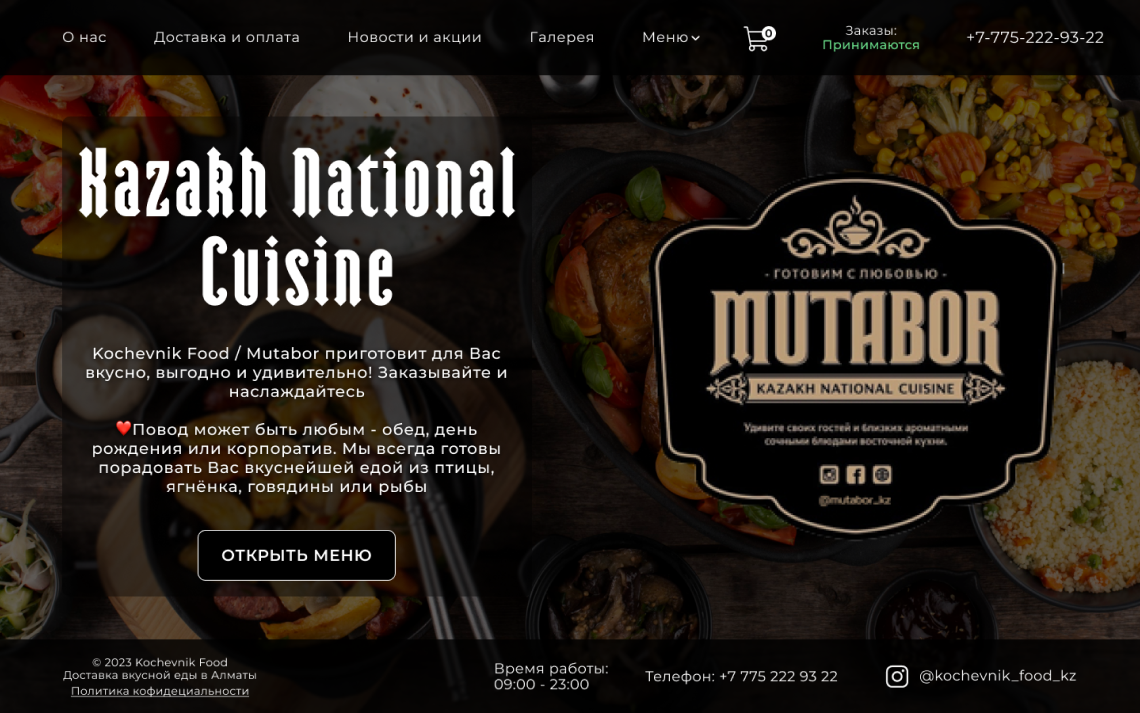 О нас
Доставка и оплата
Новости и акции
Галерея
Меню
0
Заказы:
Принимаются
+7-775-222-93-22
Kazakh National
Cuisine
Kochevnik Food / Mutabor приготовит для Вас
вкусно, выгодно и удивительно! Заказывайте и
наслаждайтесь
❤️Повод может быть любым - обед, день
рождения или корпоратив. Мы всегда готовы
порадовать Вас вкуснейшей едой из птицы,
ягнёнка, говядины или рыбы
ОТКРЫТЬ МЕНЮ
- ГОТОВИМ С ЛЮБОВЬЮ -
MUTABOR
KAZAKH NATIONAL CUISINE
Удивите своих гостей и близких ароматными
сочными блюдами восточной кухни.
@mutabor_kz
© 2023 Kochevnik Food
Доставка вкусной еды в Алматы
Политика кофидециальности
Время работы:
09:00 - 23:00
Телефон: +7 775 222 93 22
@kochevnik_food_kz